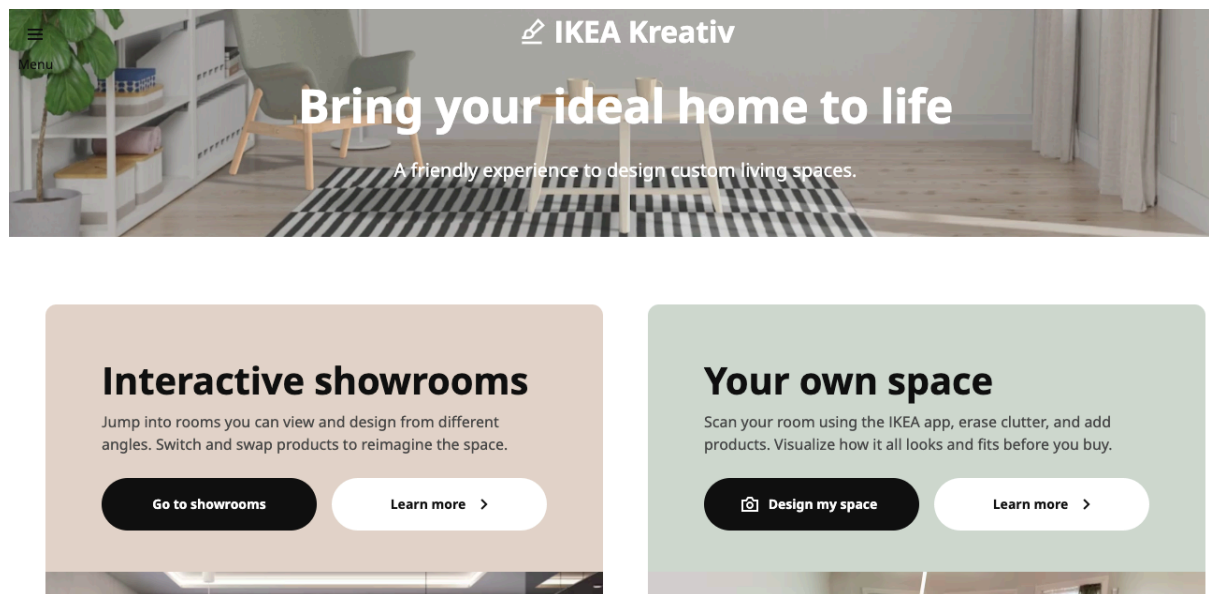 Menu
IKEA Kreativ
Bring your ideal home to life
A friendly experience to design custom living spaces.
Interactive showrooms
Jump into rooms you can view and design from different
angles. Switch and swap products to reimagine the space.
Go to showrooms
Learn more
Your own space
Scan your room using the IKEA app, erase clutter, and add
products. Visualize how it all looks and fits before you buy.
Design my space
Learn more